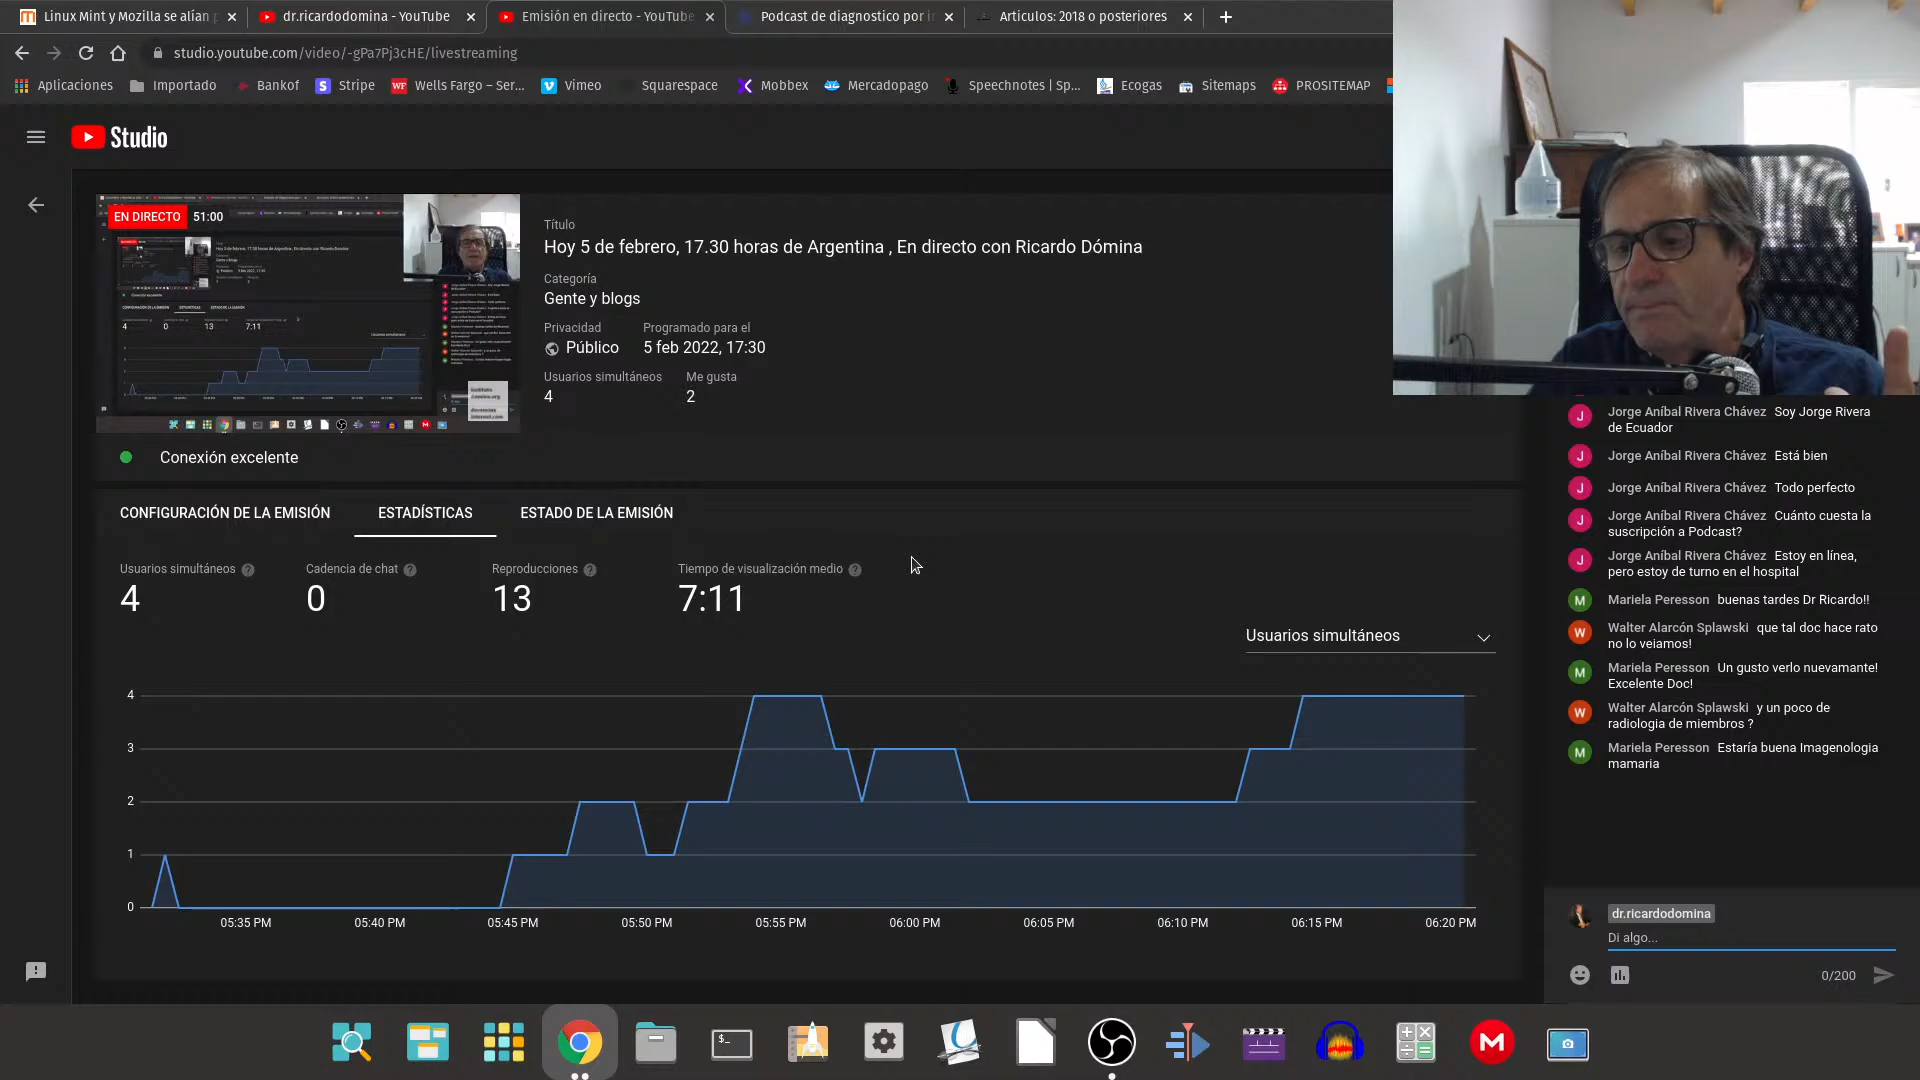 Linux Mint y Mozilla se alían
dr.ricardodomina - YouTube
Emisión en directo - YouTube
Podcast de diagnostico por i
Articulos: 2018 o posteriores
studio.youtube.com/video/-gPa7Pj3cHE/livestreaming
Aplicaciones
Importado
Bankof
Stripe
Wells Fargo – Ser...
Vimeo
Squarespace
Mobbex
Mercadopago
Speechnotes | Sp...
Ecogas
Sitemaps
PROSITEMAP
Studio
EN DIRECTO 51:00
Título
Hoy 5 de febrero, 17.30 horas de Argentina , En directo con Ricardo Dómina
Categoría
Gente y blogs
Privacidad
Programado para el
Público
5 feb 2022, 17:30
Usuarios simultáneos
Me gusta
4
2
Conexión excelente
CONFIGURACIÓN DE LA EMISIÓN
ESTADÍSTICAS
ESTADO DE LA EMISIÓN
Usuarios simultáneos
4
Cadencia de chat
0
Reproducciones
13
Tiempo de visualización medio
7:11
Usuarios simultáneos
4
3
2
1
0
05:35 PM
05:40 PM
05:45 PM
05:50 PM
05:55 PM
06:00 PM
06:05 PM
06:10 PM
06:15 PM
06:20 PM
Jorge Aníbal Rivera Chávez Soy Jorge Rivera
de Ecuador
Jorge Aníbal Rivera Chávez Está bien
Jorge Aníbal Rivera Chávez Todo perfecto
Jorge Aníbal Rivera Chávez Cuánto cuesta la
suscripción a Podcast?
Jorge Aníbal Rivera Chávez Estoy en línea,
pero estoy de turno en el hospital
Mariela Peresson buenas tardes Dr Ricardo!!
Walter Alarcón Splawski que tal doc hace rato
no lo veiamos!
Mariela Peresson Un gusto verlo nuevamante!
Excelente Doc!
Walter Alarcón Splawski y un poco de
radiologia de miembros ?
Mariela Peresson Estaría buena Imagenologia
mamaria
dr.ricardodomina
Di algo...
0/200